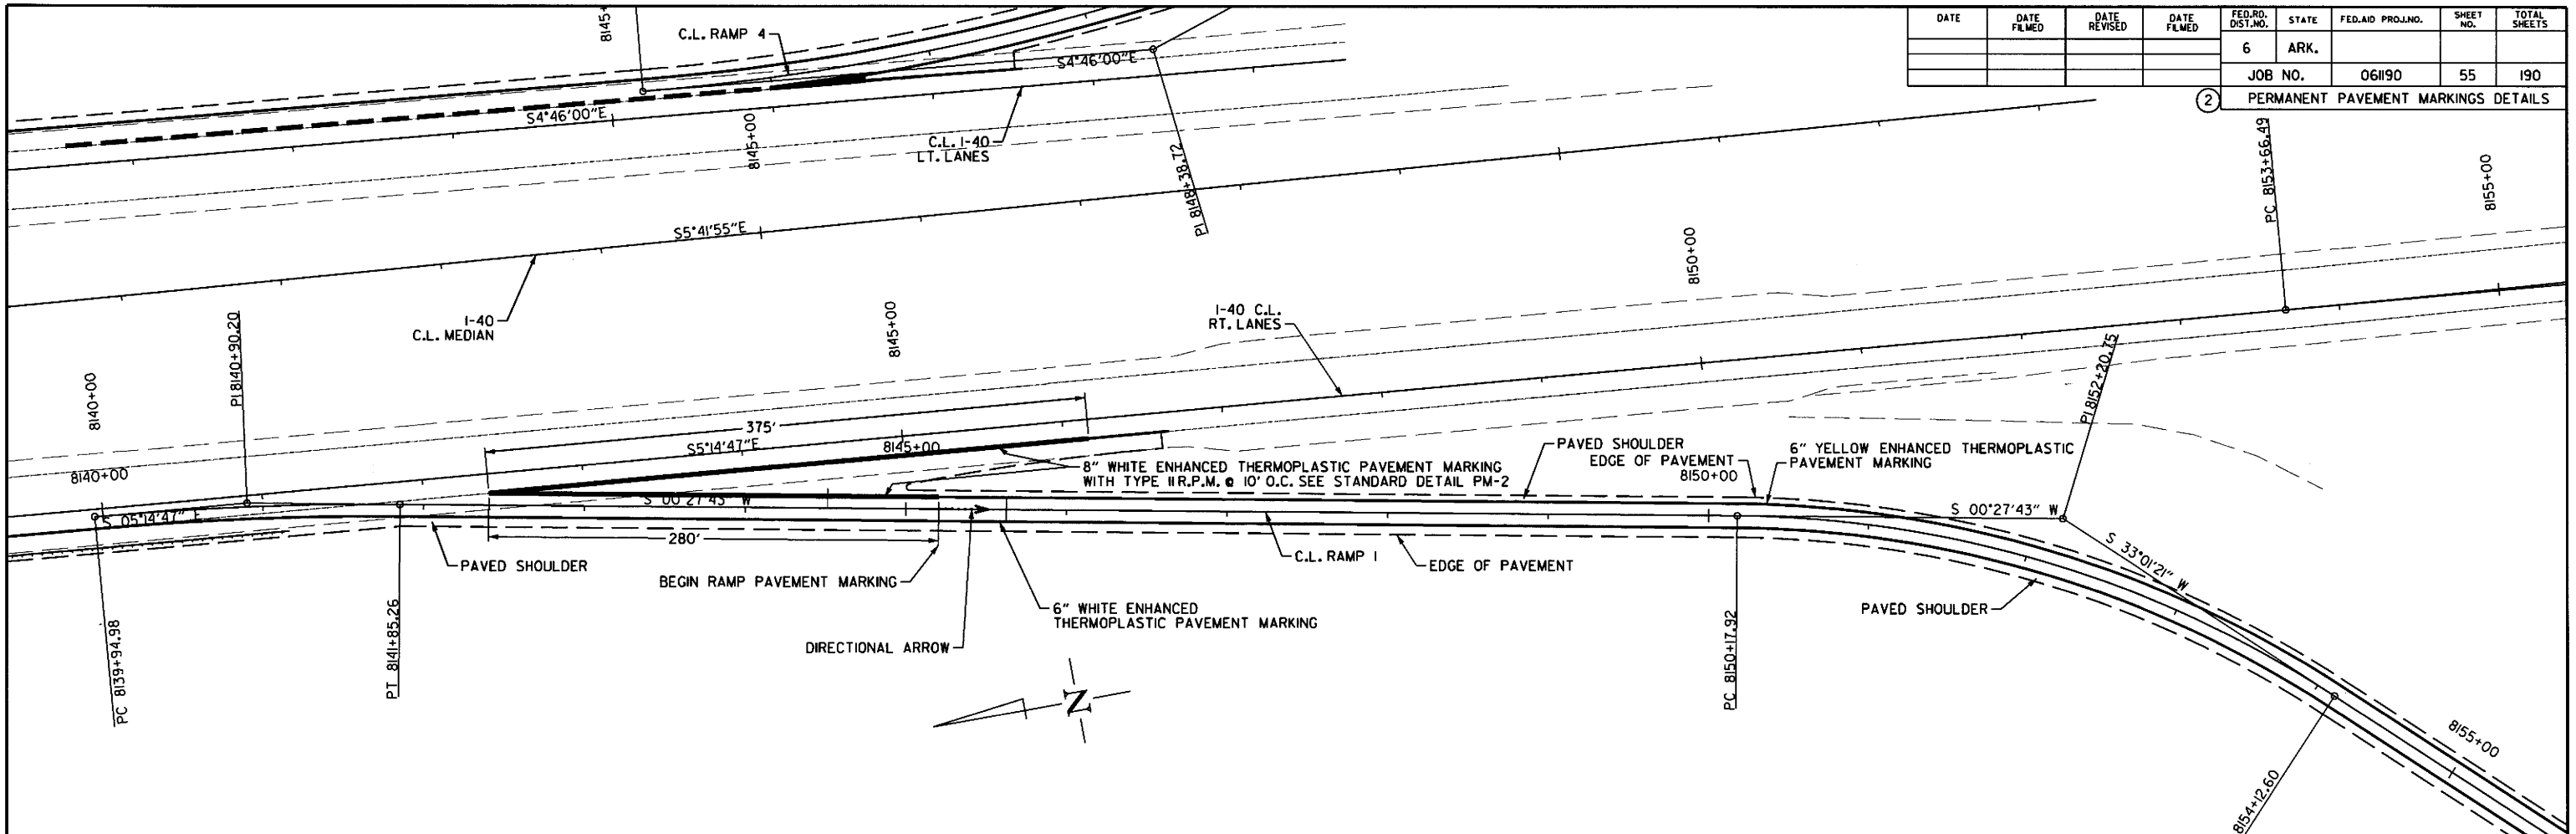 DATE
DATE FILMED
DATE REVISED
DATE FILMED
FED.RD. DIST.NO.
STATE
FED.AID PROJ.NO.
SHEET NO.
TOTAL SHEETS
6
ARK.
JOB NO.
061190
55
190
2
PERMANENT PAVEMENT MARKINGS DETAILS
8145+
C.L. RAMP 4
S4°46'00"E
S4°46'00"E
8145+00
C.L. I-40
LT. LANES
PI 8148+38.72
S5°41'55"E
I-40
C.L. MEDIAN
8150+00
PC 8153+66.49
8155+00
8140+00
PI 8140+90.20
8145+00
I-40 C.L.
RT. LANES
PI 8152+20.75
375'
S5°14'47"E
8145+00
8140+00
S 05°14'47" E
S 00°27'43" W
280'
8" WHITE ENHANCED THERMOPLASTIC PAVEMENT MARKING
WITH TYPE II R.P.M. @ 10' O.C. SEE STANDARD DETAIL PM-2
PAVED SHOULDER
EDGE OF PAVEMENT
8150+00
6" YELLOW ENHANCED THERMOPLASTIC
PAVEMENT MARKING
S 00°27'43" W
S 33°01'21" W
PAVED SHOULDER
BEGIN RAMP PAVEMENT MARKING
C.L. RAMP 1
EDGE OF PAVEMENT
6" WHITE ENHANCED
THERMOPLASTIC PAVEMENT MARKING
DIRECTIONAL ARROW
PAVED SHOULDER
PC 8139+94.98
PT 8141+85.26
PC 8150+17.92
N
8155+00
8154+12.60